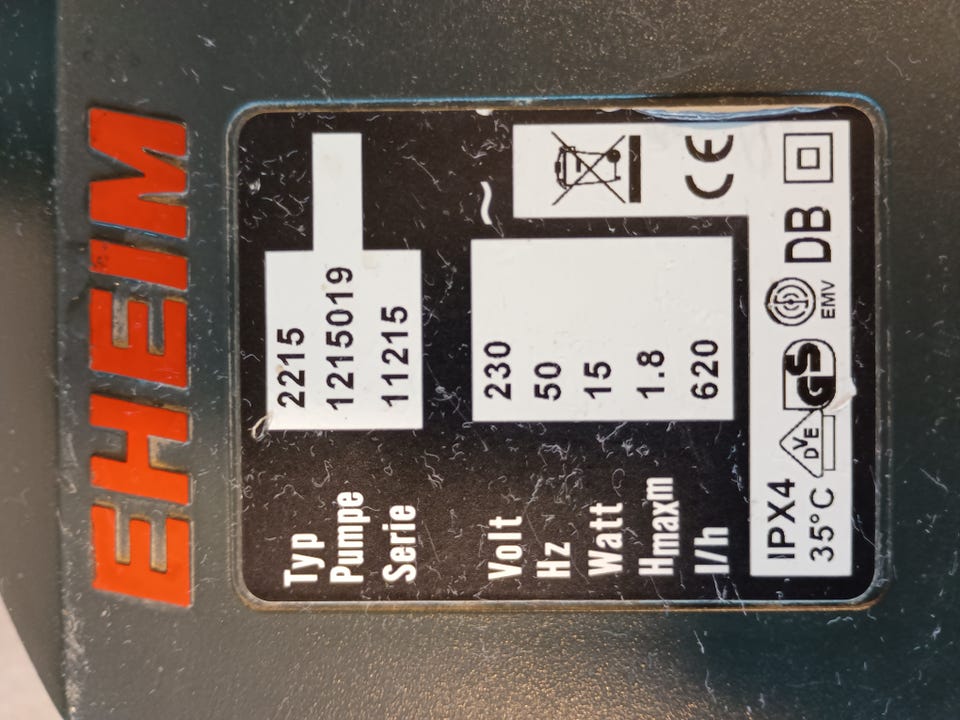 EHEIM
Typ 2215
Pumpe 1215019
Serie 11215
Volt 230 ~
Hz 50
Watt 15
Hmaxm 1.8
l/h 620
IPX4
35°C DVE GS EMV DB CE